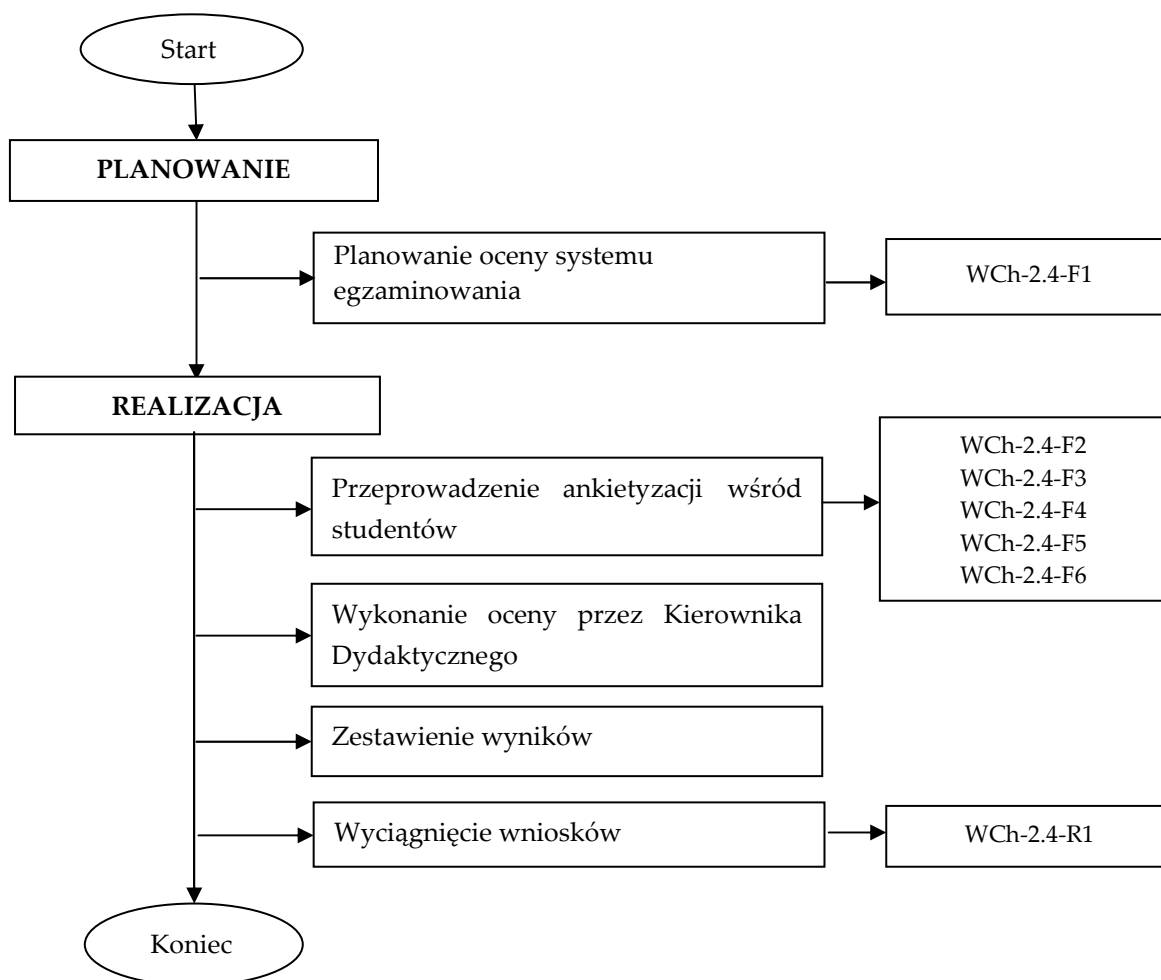 Start
PLANOWANIE
Planowanie oceny systemu
egzaminowania
WCh-2.4-F1
REALIZACJA
Przeprowadzenie ankietyzacji wśród
studentów
WCh-2.4-F2
WCh-2.4-F3
WCh-2.4-F4
WCh-2.4-F5
WCh-2.4-F6
Wykonanie oceny przez Kierownika
Dydaktycznego
Zestawienie wyników
Wyciągnięcie wniosków
WCh-2.4-R1
Koniec